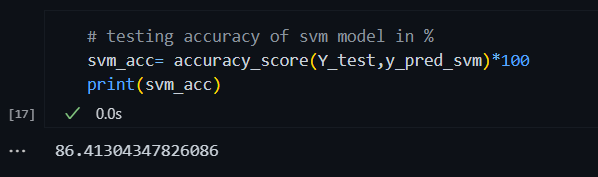 # testing accuracy of svm model in %
svm_acc= accuracy_score(Y_test,y_pred_svm)*100
print(svm_acc)
[17] ✓ 0.0s
... 86.41304347826086